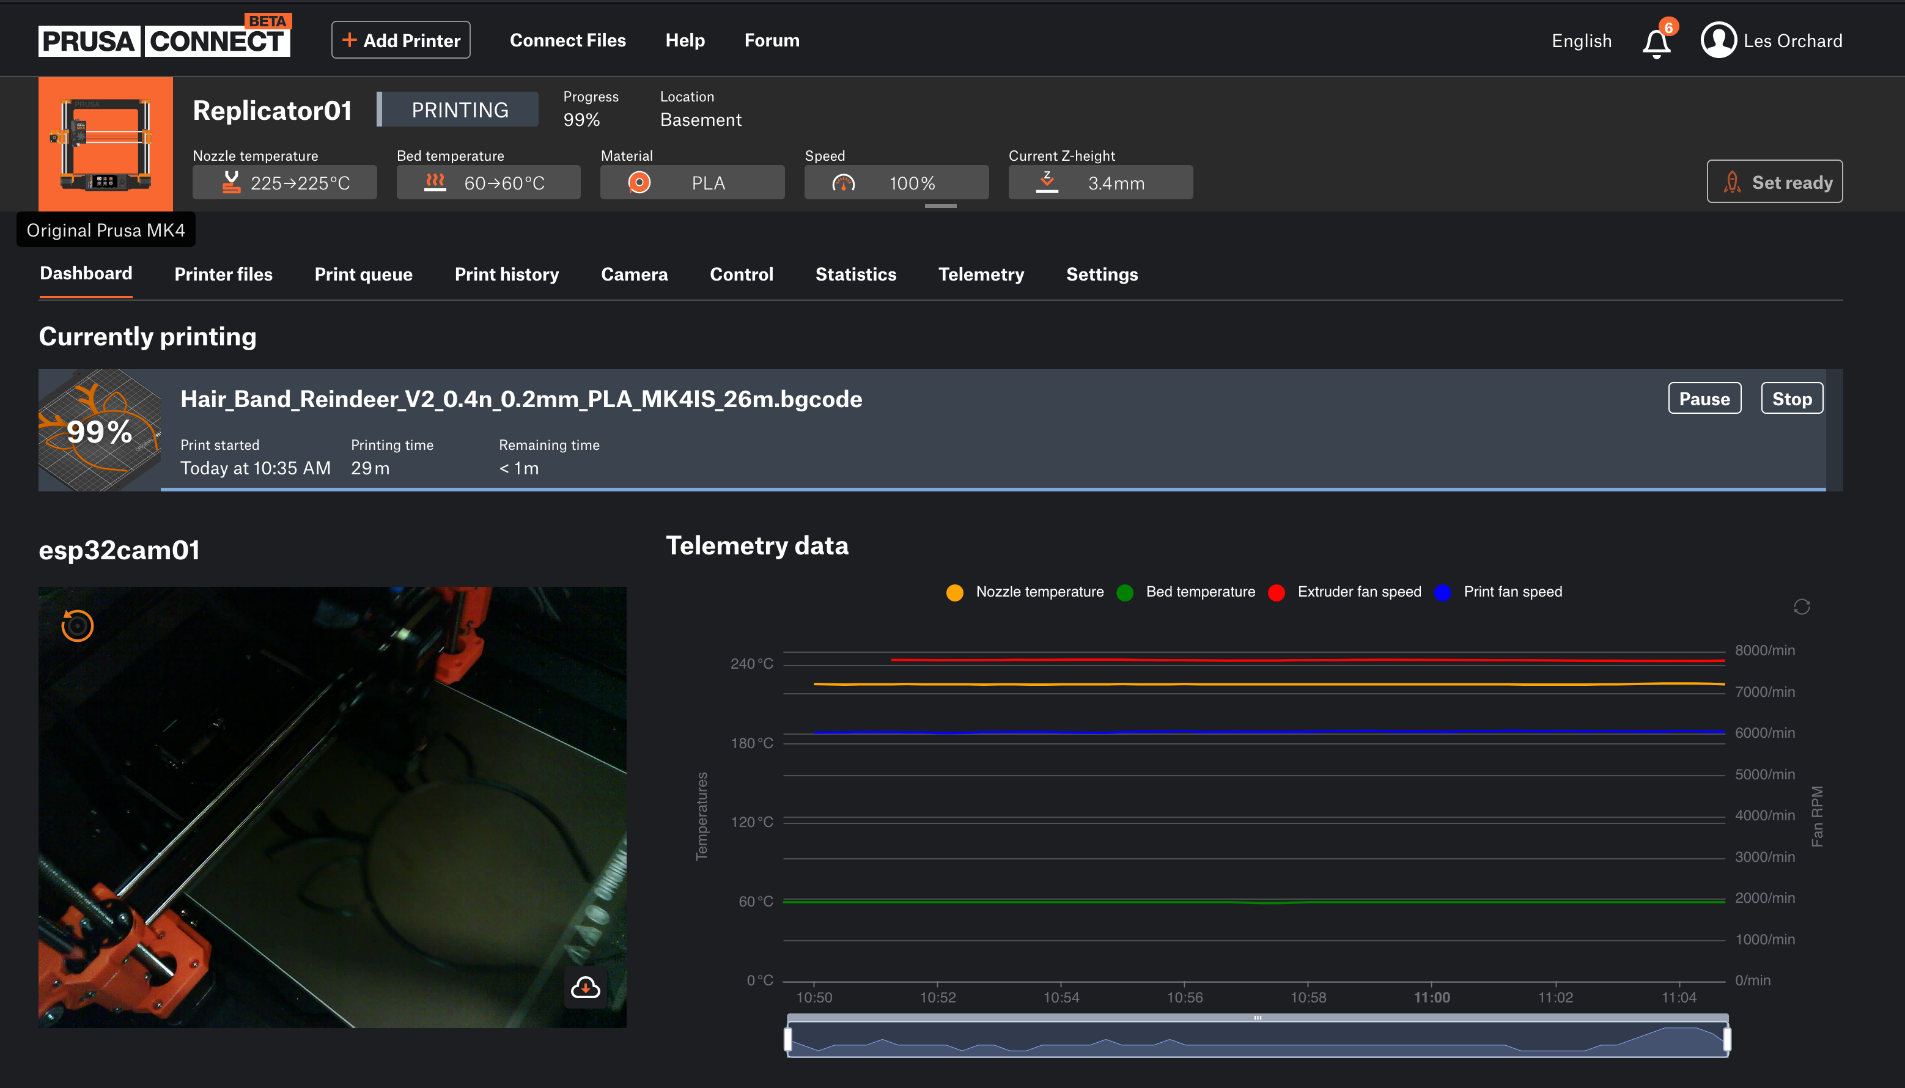 PRUSA CONNECT BETA
+ Add Printer
Connect Files
Help
Forum
English
6
Les Orchard
Replicator01
PRINTING
Progress
99%
Location
Basement
Nozzle temperature
225→225°C
Bed temperature
60→60°C
Material
PLA
Speed
100%
Current Z-height
Z
3.4mm
Set ready
Original Prusa MK4
Dashboard
Printer files
Print queue
Print history
Camera
Control
Statistics
Telemetry
Settings
Currently printing
99%
Hair_Band_Reindeer_V2_0.4n_0.2mm_PLA_MK4IS_26m.bgcode
Pause
Stop
Print started
Today at 10:35 AM
Printing time
29m
Remaining time
< 1m
esp32cam01
Telemetry data
Nozzle temperature
Bed temperature
Extruder fan speed
Print fan speed
240°C
180°C
120°C
60°C
0°C
Temperatures
8000/min
7000/min
6000/min
5000/min
4000/min
3000/min
2000/min
1000/min
0/min
Fan RPM
10:50
10:52
10:54
10:56
10:58
11:00
11:02
11:04